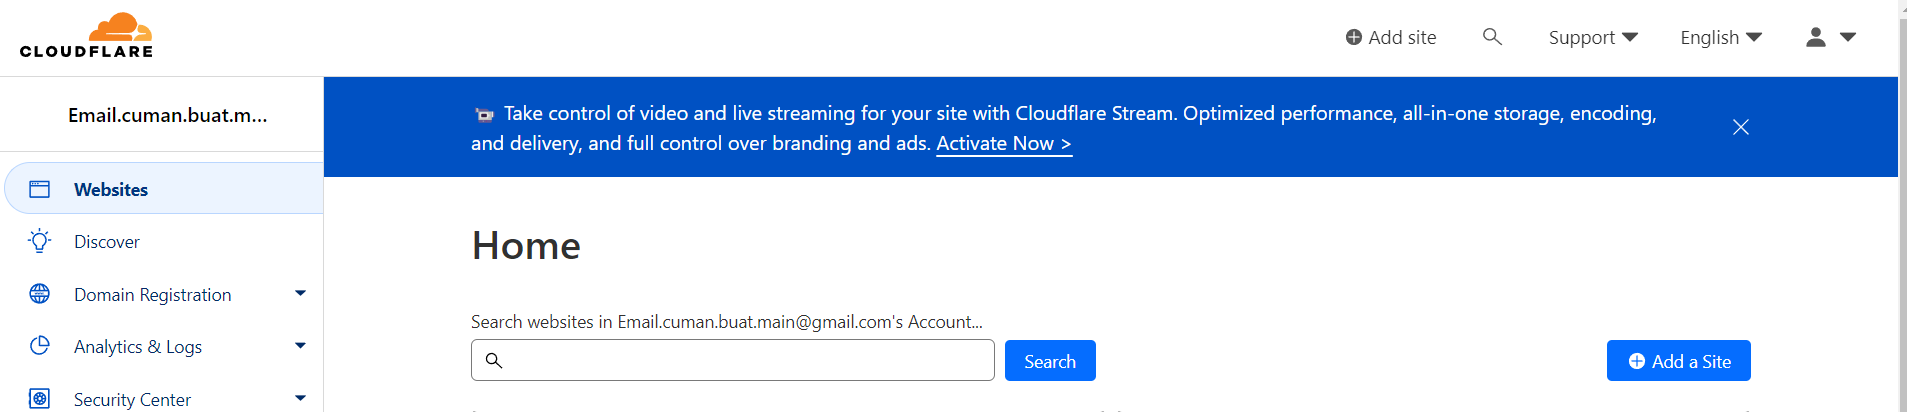 CLOUDFLARE
Add site
Support
English
Email.cuman.buat.m...
Take control of video and live streaming for your site with Cloudflare Stream. Optimized performance, all-in-one storage, encoding,
and delivery, and full control over branding and ads. Activate Now >
Websites
Discover
Domain Registration
Analytics & Logs
Security Center
Home
Search websites in Email.cuman.buat.main@gmail.com's Account...
Search
Add a Site